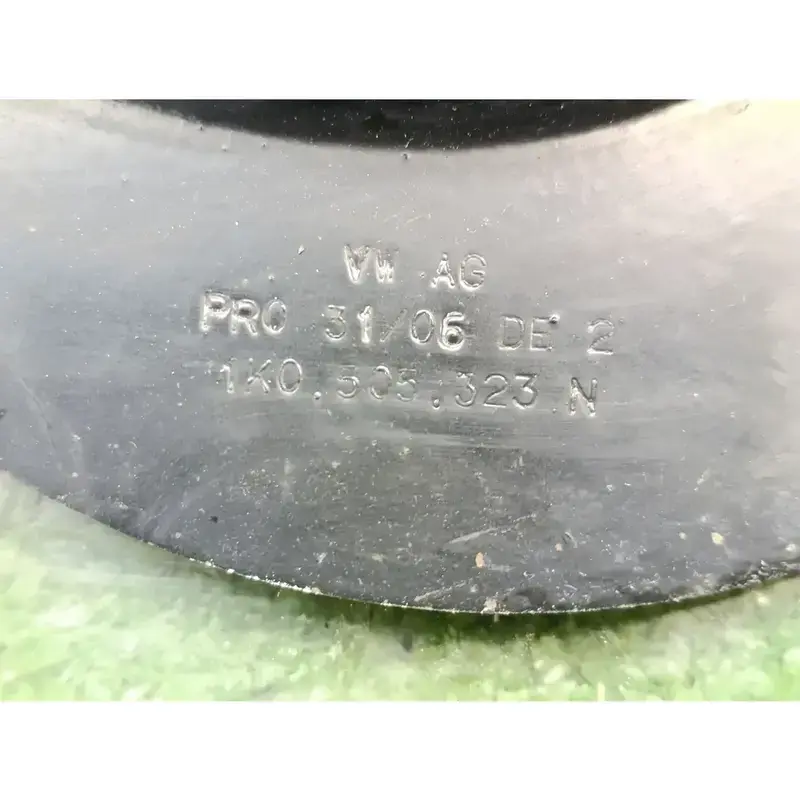 VW AG
PRO 31/06 DE 2
1K0.505.323.N